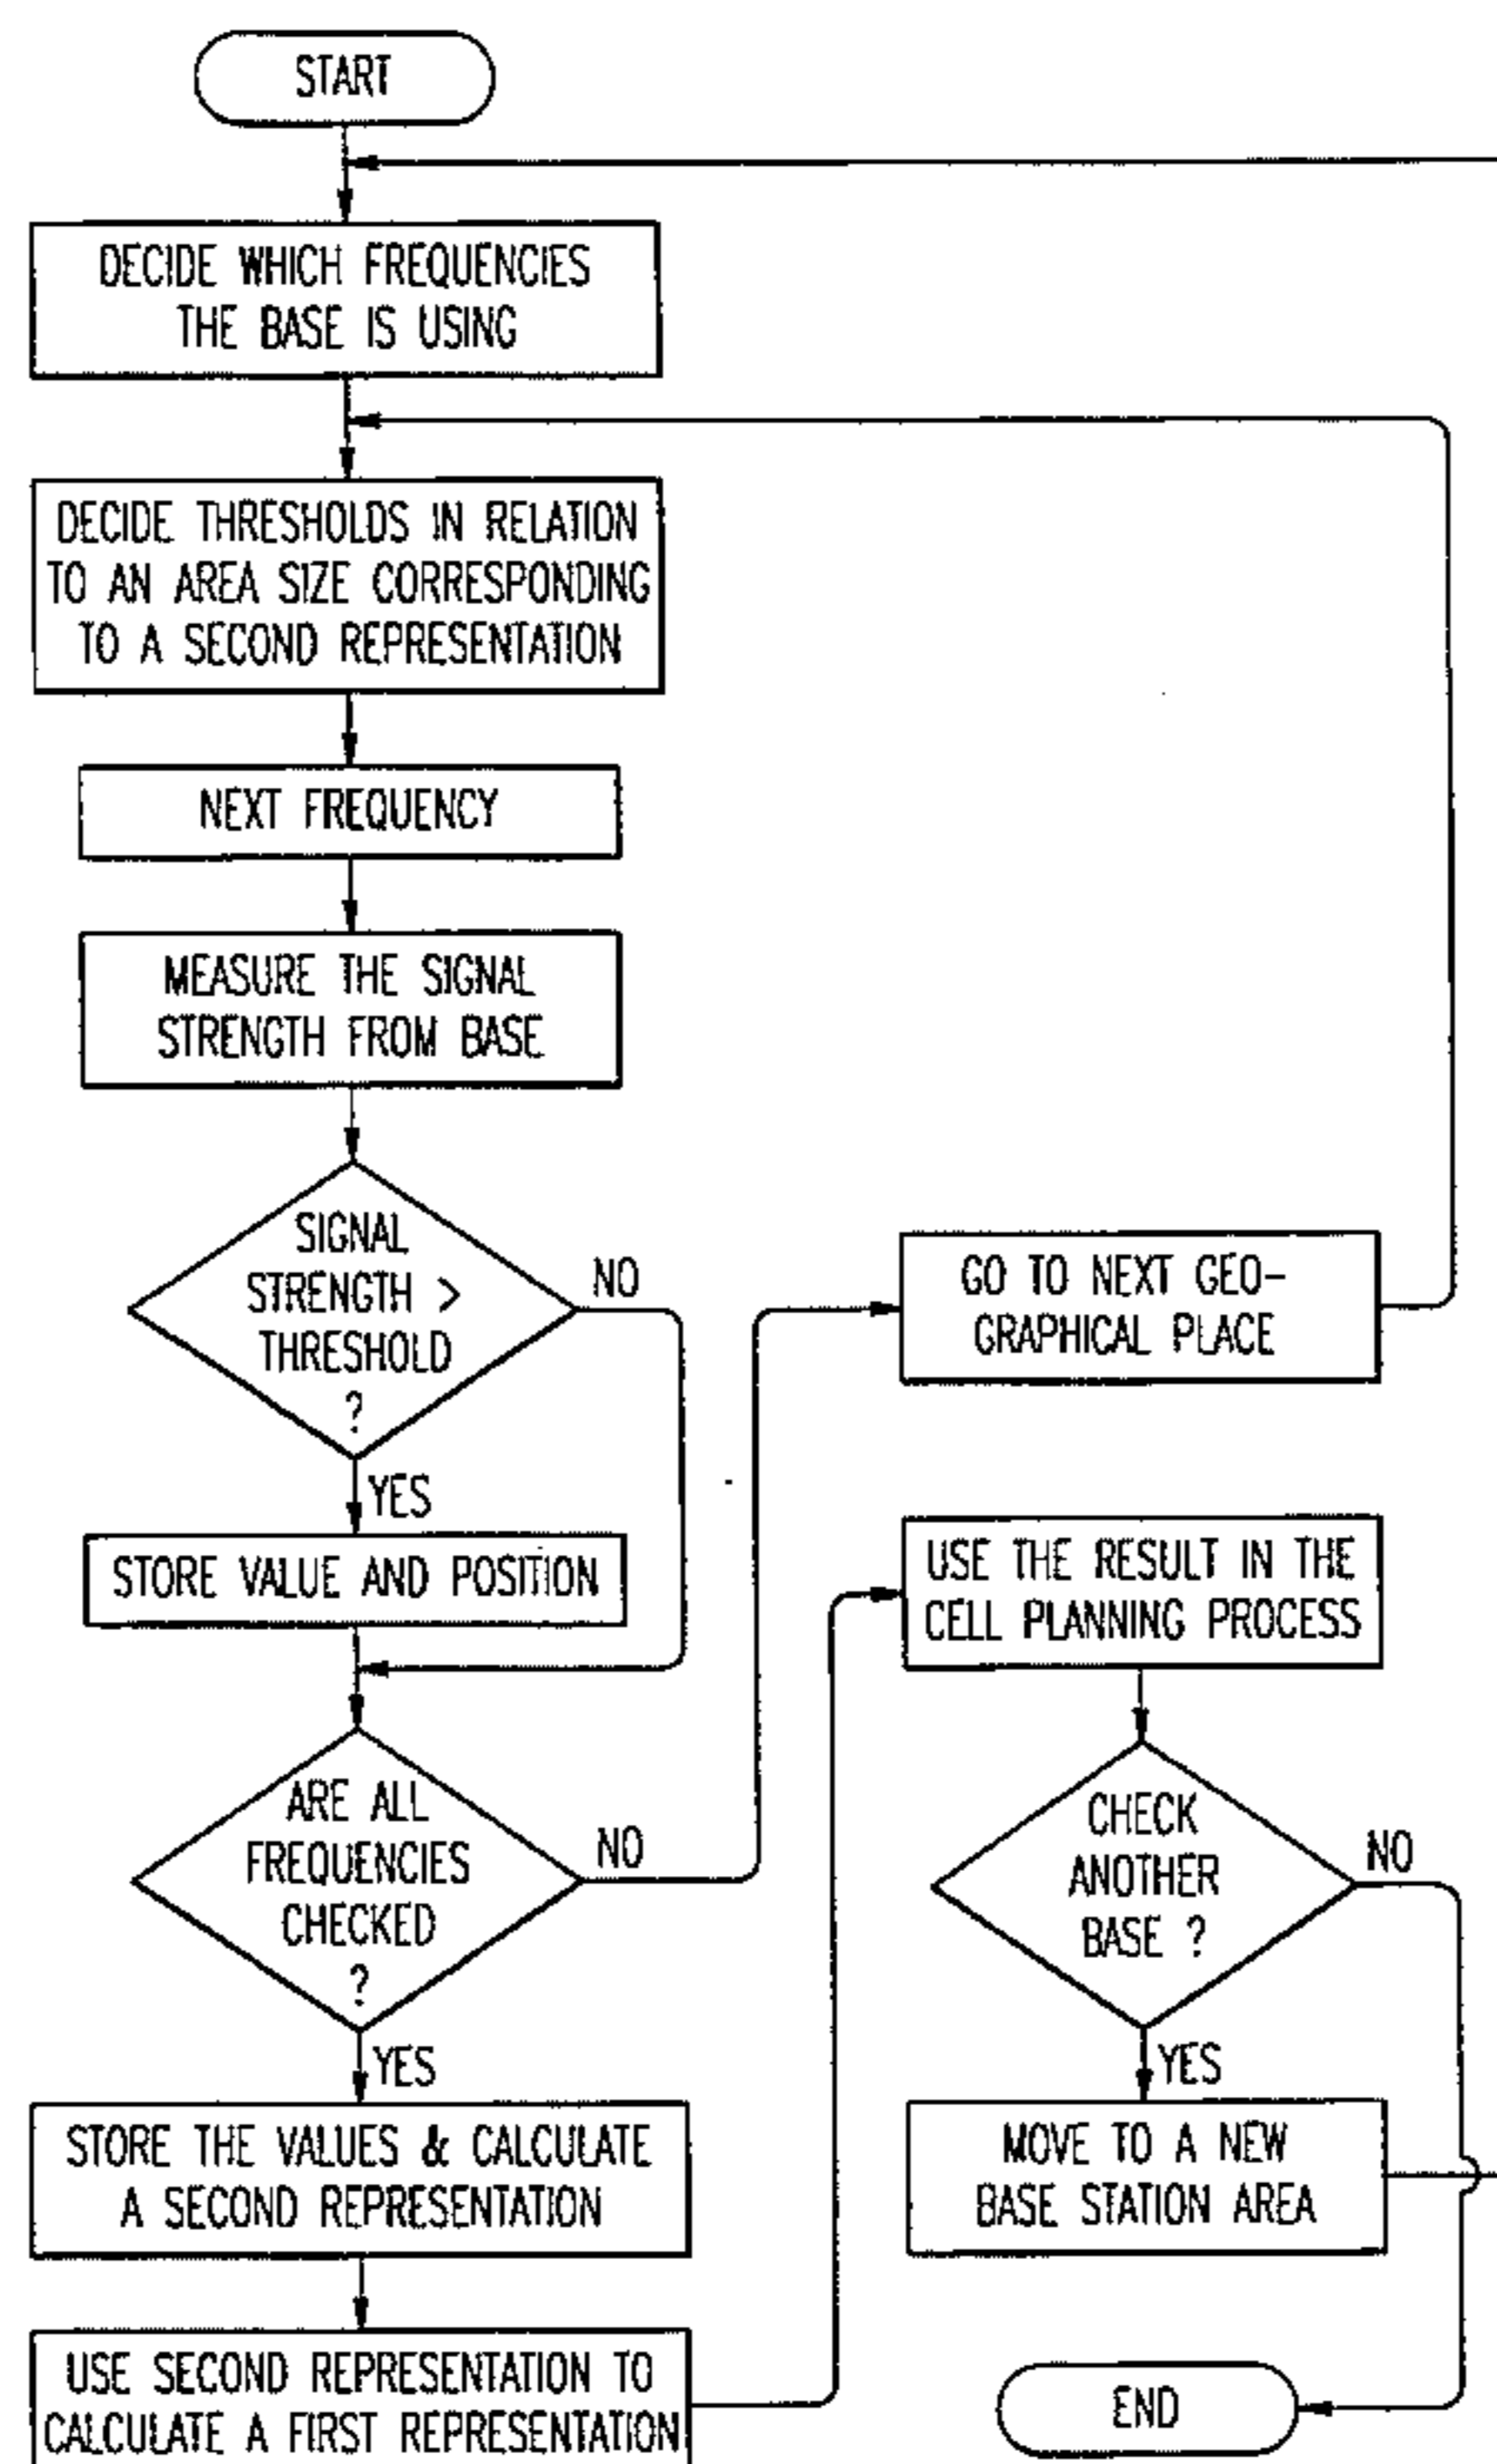 START
DECIDE WHICH FREQUENCIES
THE BASE IS USING
DECIDE THRESHOLDS IN RELATION
TO AN AREA SIZE CORRESPONDING
TO A SECOND REPRESENTATION
NEXT FREQUENCY
MEASURE THE SIGNAL
STRENGTH FROM BASE
SIGNAL
STRENGTH >
THRESHOLD
?
NO
YES
STORE VALUE AND POSITION
ARE ALL
FREQUENCIES
CHECKED
?
NO
YES
STORE THE VALUES & CALCULATE
A SECOND REPRESENTATION
USE SECOND REPRESENTATION TO
CALCULATE A FIRST REPRESENTATION
GO TO NEXT GEO-
GRAPHICAL PLACE
USE THE RESULT IN THE
CELL PLANNING PROCESS
CHECK
ANOTHER
BASE ?
NO
YES
MOVE TO A NEW
BASE STATION AREA
END